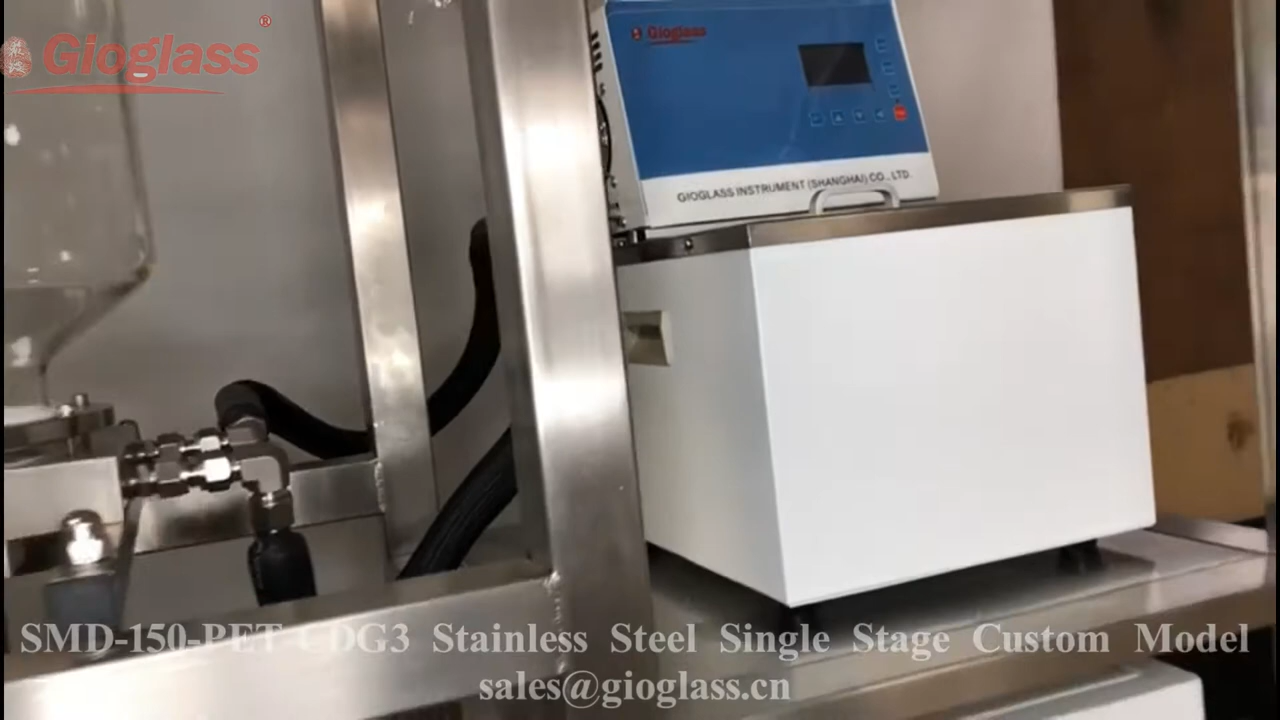 Gioglass®
Gioglass
GIOGLASS INSTRUMENT (SHANGHAI) CO., LTD.
SMD-150-PET-CDG3 Stainless Steel Single Stage Custom Model
sales@gioglass.cn